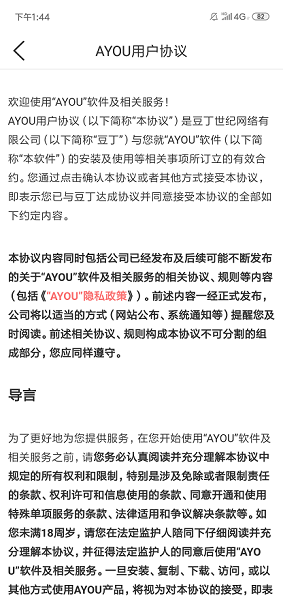 下午1:44
4G
82
AYOU用户协议
欢迎使用“AYOU”软件及相关服务！
AYOU用户协议（以下简称“本协议”）是豆丁世纪网络有
限公司（以下简称“豆丁”）与您就“AYOU”软件（以下简
称“本软件”）的安装及使用等相关事项所订立的有效合
约。您通过点击确认本协议或者其他方式接受本协议，
即表示您已与豆丁达成协议并同意接受本协议的全部如
下约定内容。
本协议内容同时包括公司已经发布及后续可能不断发布
的关于“AYOU”软件及相关服务的相关协议、规则等内容
（包括《“AYOU”隐私政策》）。前述内容一经正式发布，
公司将以适当的方式（网站公布、系统通知等）提醒您及
时阅读。前述相关协议、规则构成本协议不可分割的组
成部分，您应同样遵守。
导言
为了更好地为您提供服务，在您开始使用“AYOU”软件及
相关服务之前，请您务必认真阅读并充分理解本协议中
规定的所有权利和限制，特别是涉及免除或者限制责任
的条款、权利许可和信息使用的条款、同意开通和使用
特殊单项服务的条款、法律适用和争议解决条款等。如
您未满18周岁，请您在法定监护人陪同下仔细阅读并充
分理解本协议，并征得法定监护人的同意后使用“AYO
U”软件及相关服务。一旦安装、复制、下载、访问，或以
其他方式使用AYOU产品，将视为对本协议的接受，即表